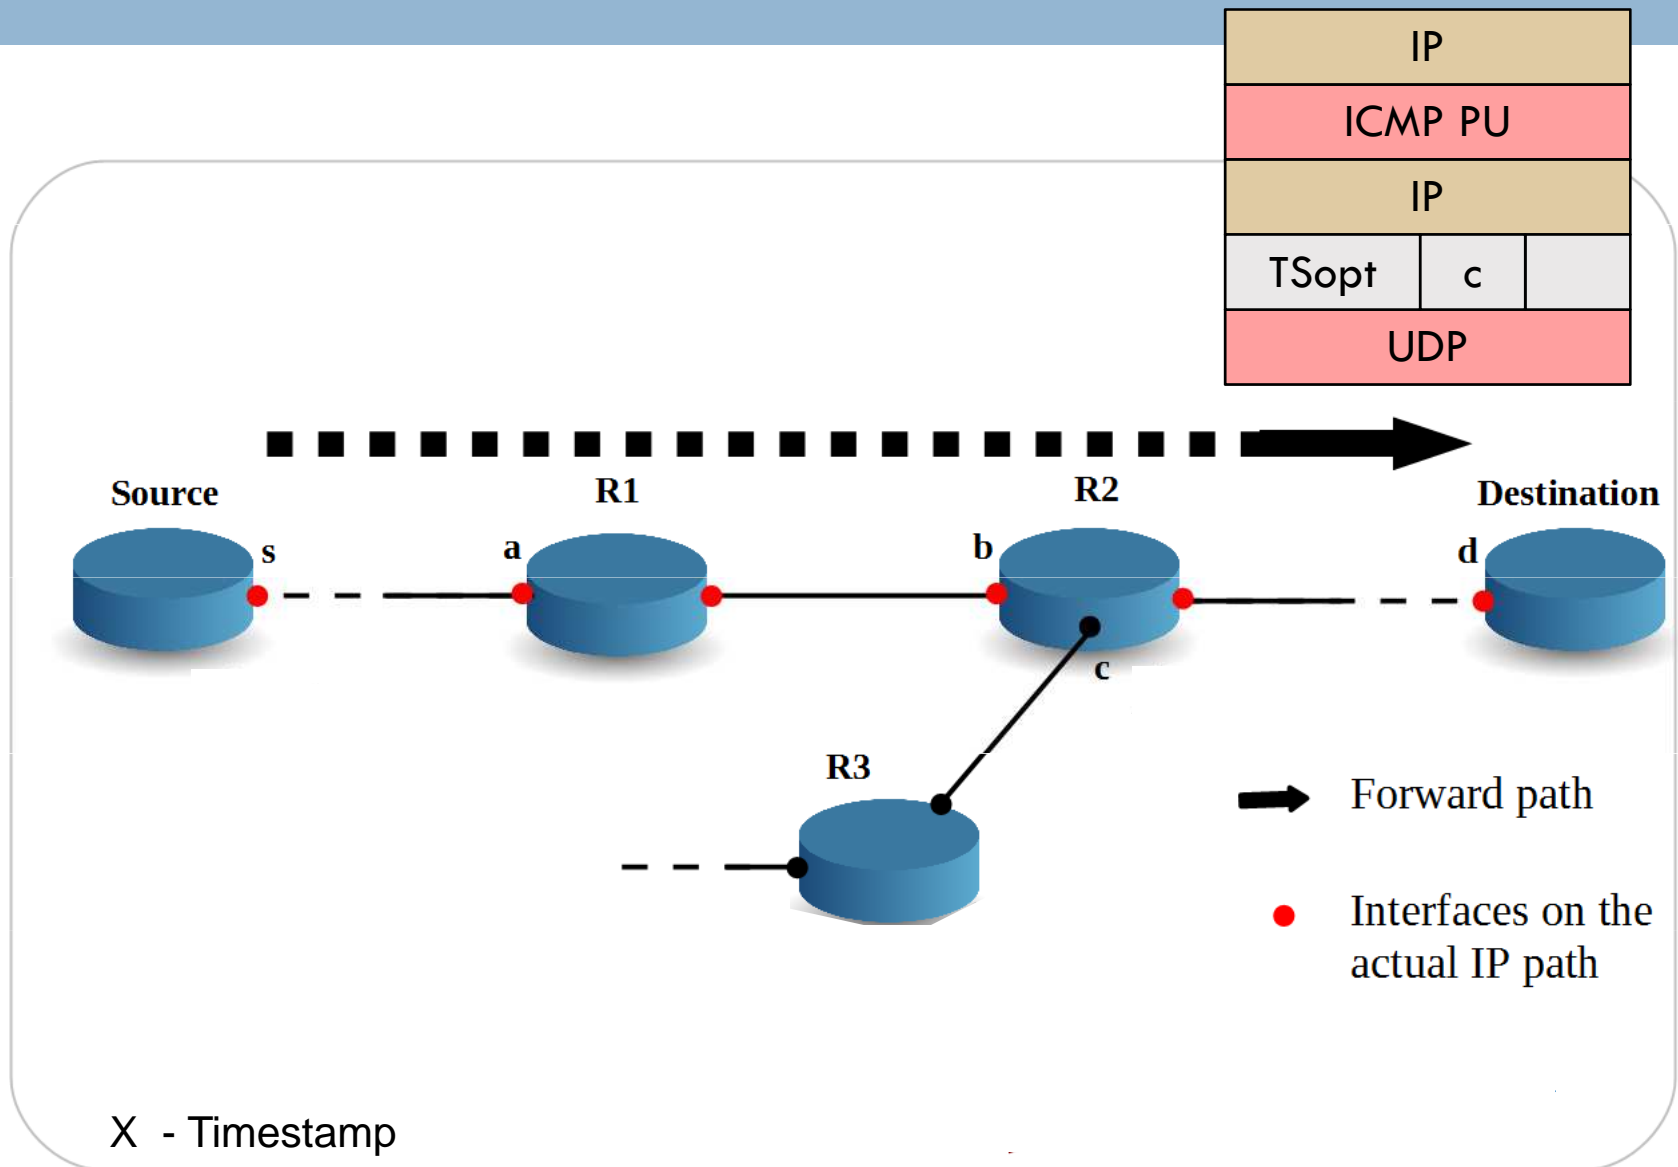 IP
ICMP PU
IP
TSopt c
UDP
Source R1 R2 Destination
s a b d
c
R3
Forward path
Interfaces on the
actual IP path
X - Timestamp